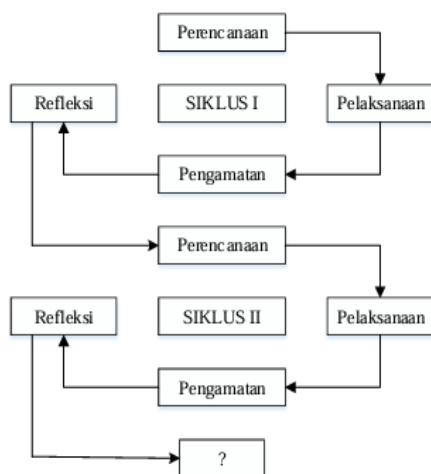 Perencanaan
Refleksi
SIKLUS I
Pelaksanaan
Pengamatan
Perencanaan
Refleksi
SIKLUS II
Pelaksanaan
Pengamatan
?